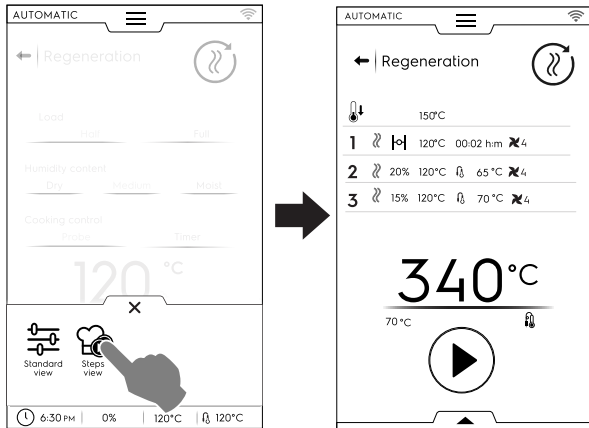 AUTOMATIC
Regeneration
Load
Half Full
Humidity content
Dry Medium Moist
Cooking control
Probe Timer
120 °C
Standard view
Steps view
6:30 PM 0% 120°C 120°C
AUTOMATIC
Regeneration
150°C
1 120°C 00:02 h:m 4
2 20% 120°C 65 °C 4
3 15% 120°C 70 °C 4
340 °C
70 °C